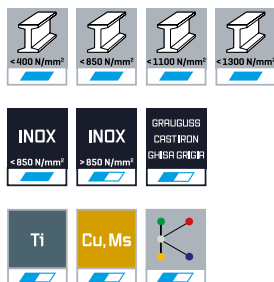 <400 N/mm² <850 N/mm² <1100 N/mm² <1300 N/mm²
INOX INOX GRAUGUSS
CAST IRON
GHISA GRIGIA
<850 N/mm² >850 N/mm²
Ti Cu, Ms